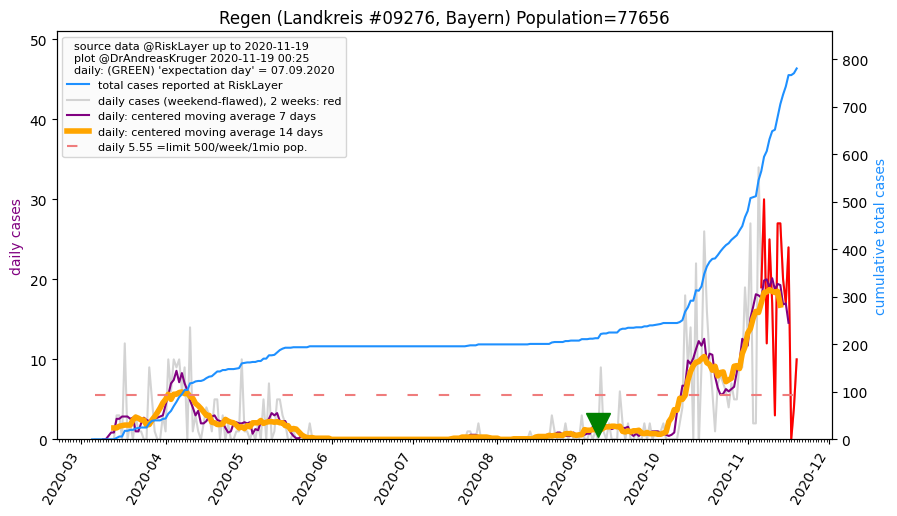 Regen (Landkreis #09276, Bayern) Population=77656
source data @RiskLayer up to 2020-11-19
plot @DrAndreasKruger 2020-11-19 00:25
daily: (GREEN) 'expectation day' = 07.09.2020
total cases reported at RiskLayer
daily cases (weekend-flawed), 2 weeks: red
daily: centered moving average 7 days
daily: centered moving average 14 days
daily 5.55 =limit 500/week/1mio pop.
daily cases
50
40
30
20
10
0
cumulative total cases
800
700
600
500
400
300
200
100
0
2020-03
2020-04
2020-05
2020-06
2020-07
2020-08
2020-09
2020-10
2020-11
2020-12